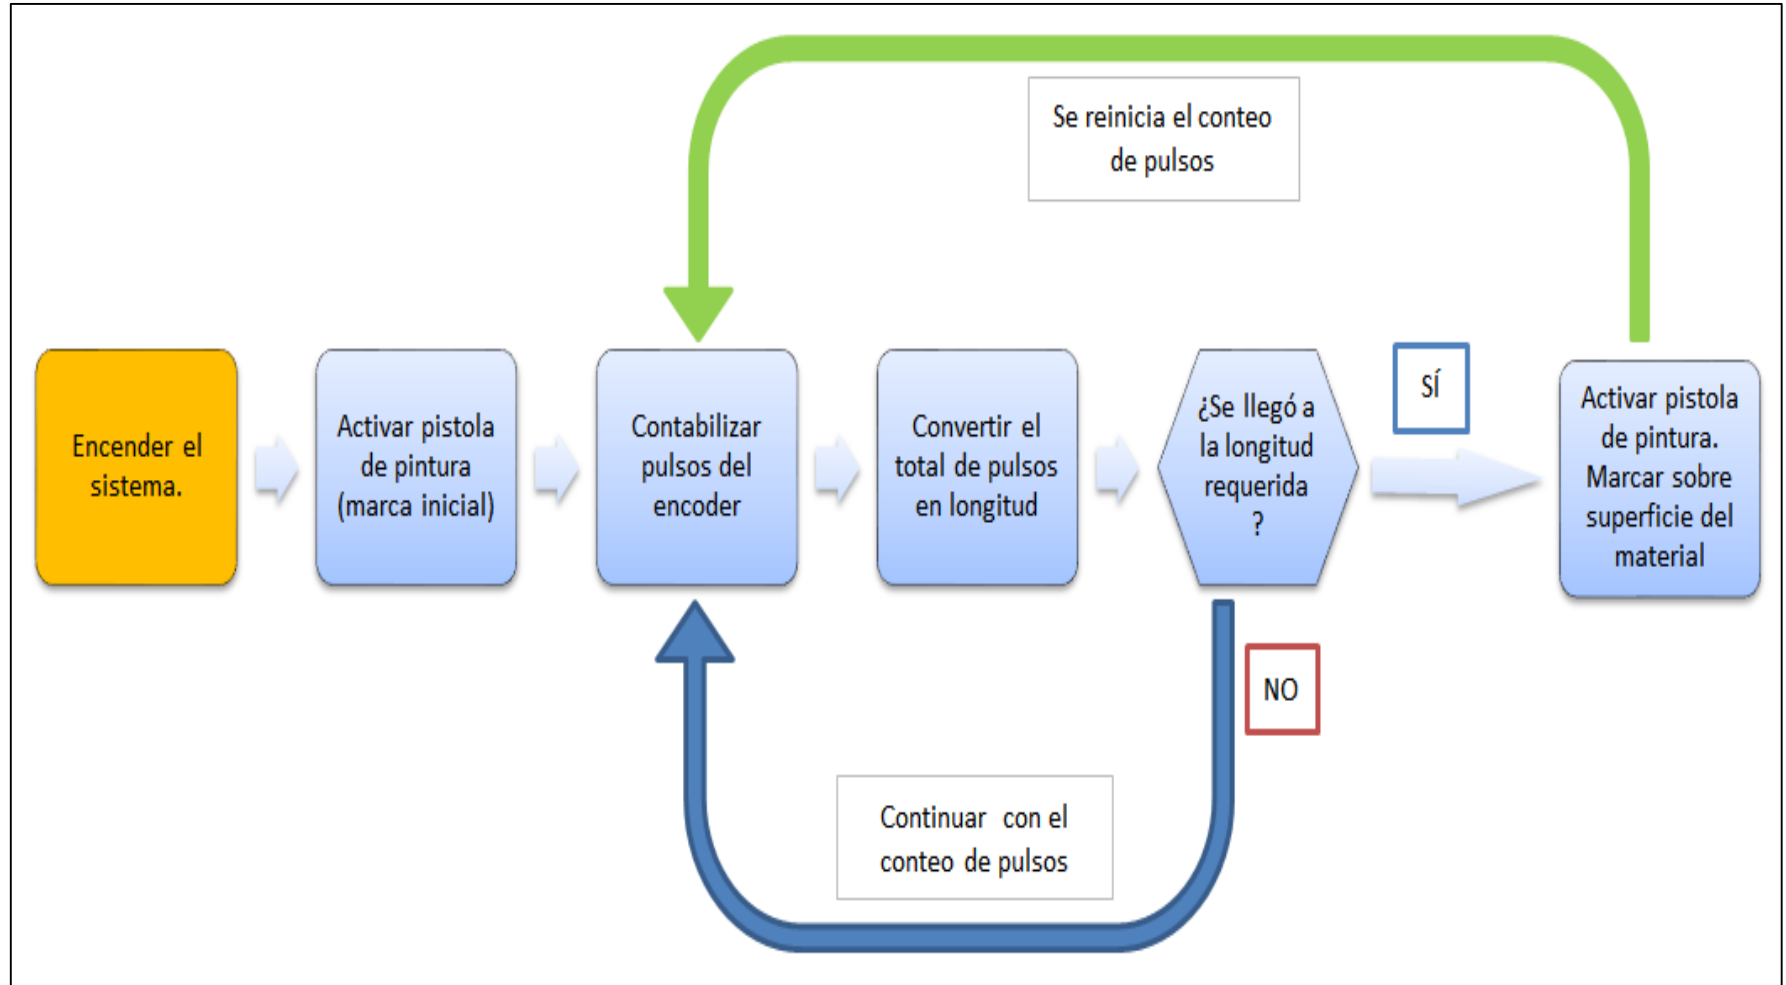 Se reinicia el conteo
de pulsos
Encender el
sistema.
Activar pistola
de pintura
(marca inicial)
Contabilizar
pulsos del
encoder
Convertir el
total de pulsos
en longitud
¿Se llegó a
la longitud
requerida
?
SÍ
Activar pistola
de pintura.
Marcar sobre
superficie del
material
NO
Continuar con el
conteo de pulsos